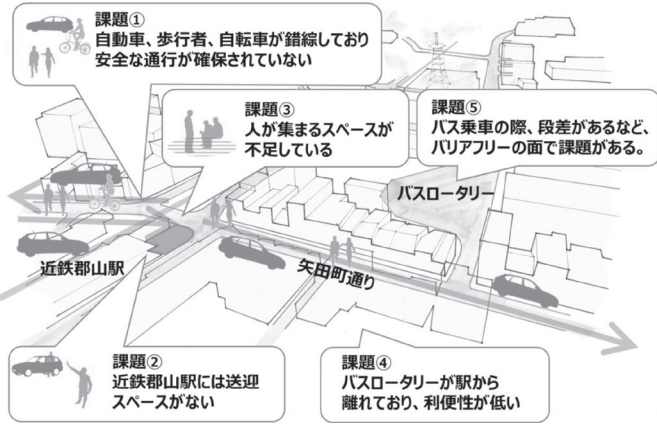 課題①
自動車、歩行者、自転車が錯綜しており
安全な通行が確保されていない
課題③
人が集まるスペースが
不足している
課題⑤
バス乗車の際、段差があるなど、
バリアフリーの面で課題がある。
バスロータリー
近鉄郡山駅
矢田町通り
課題②
近鉄郡山駅には送迎
スペースがない
課題④
バスロータリーが駅から
離れており、利便性が低い